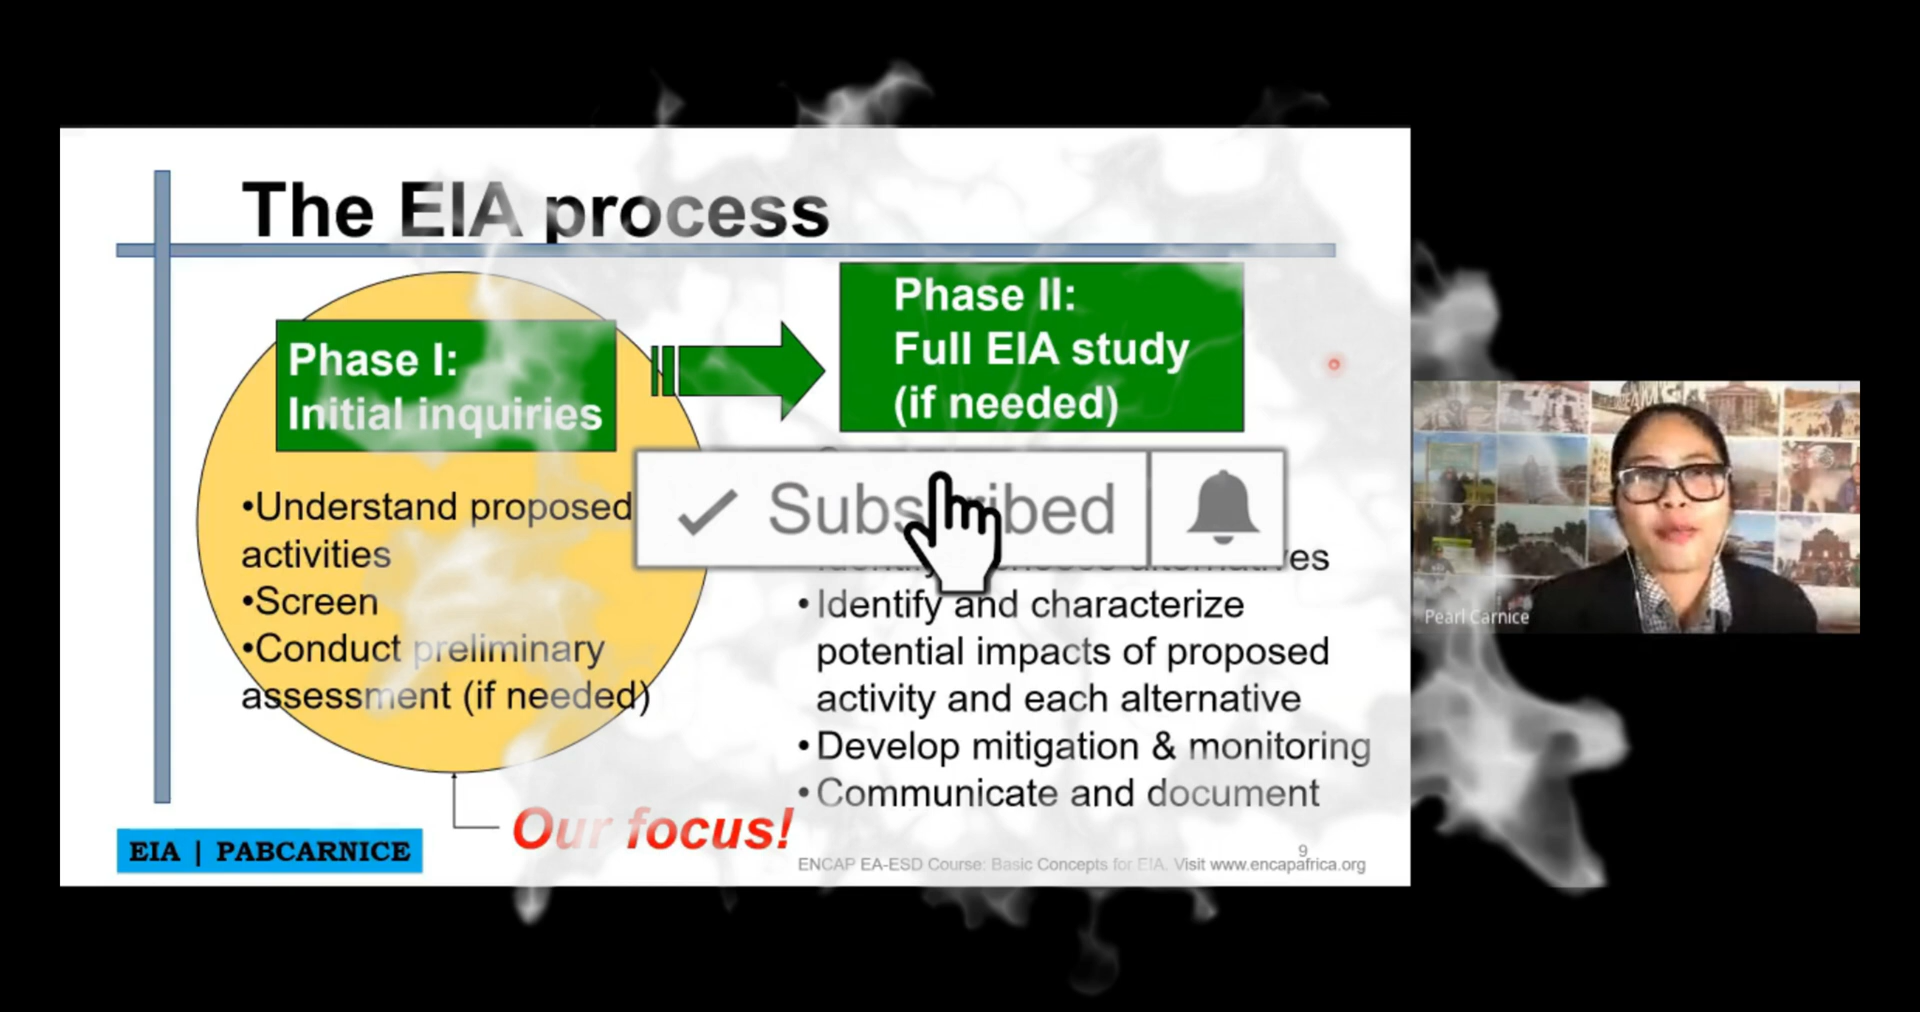 The EIA process
Phase I:
Initial inquiries
•Understand proposed
activities
•Screen
•Conduct preliminary
assessment (if needed)
Our focus!
Phase II:
Full EIA study
(if needed)
Subscribed
• Identify and characterize
potential impacts of proposed
activity and each alternative
• Develop mitigation & monitoring
• Communicate and document
9
ENCAP EA-ESD Course: Basic Concepts for EIA. Visit www.encapafrica.org
EIA | PABCARNICE
Pearl Carnice